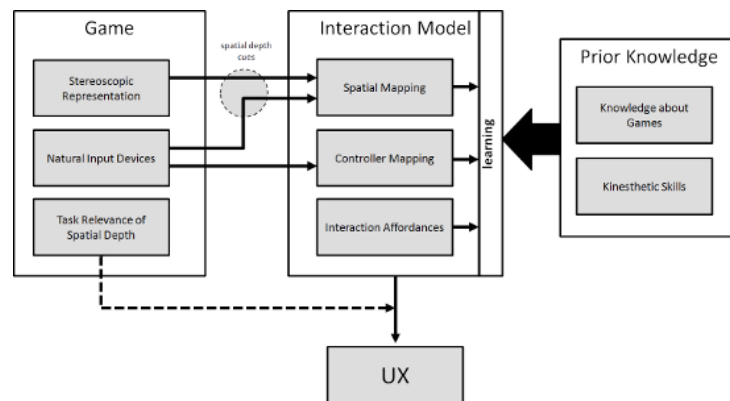 Game
Stereoscopic
Representation
Natural Input Devices
Task Relevance of
Spatial Depth
spatial depth
cues
Interaction Model
Spatial Mapping
Controller Mapping
Interaction Affordances
learning
Prior Knowledge
Knowledge about
Games
Kinesthetic Skills
UX